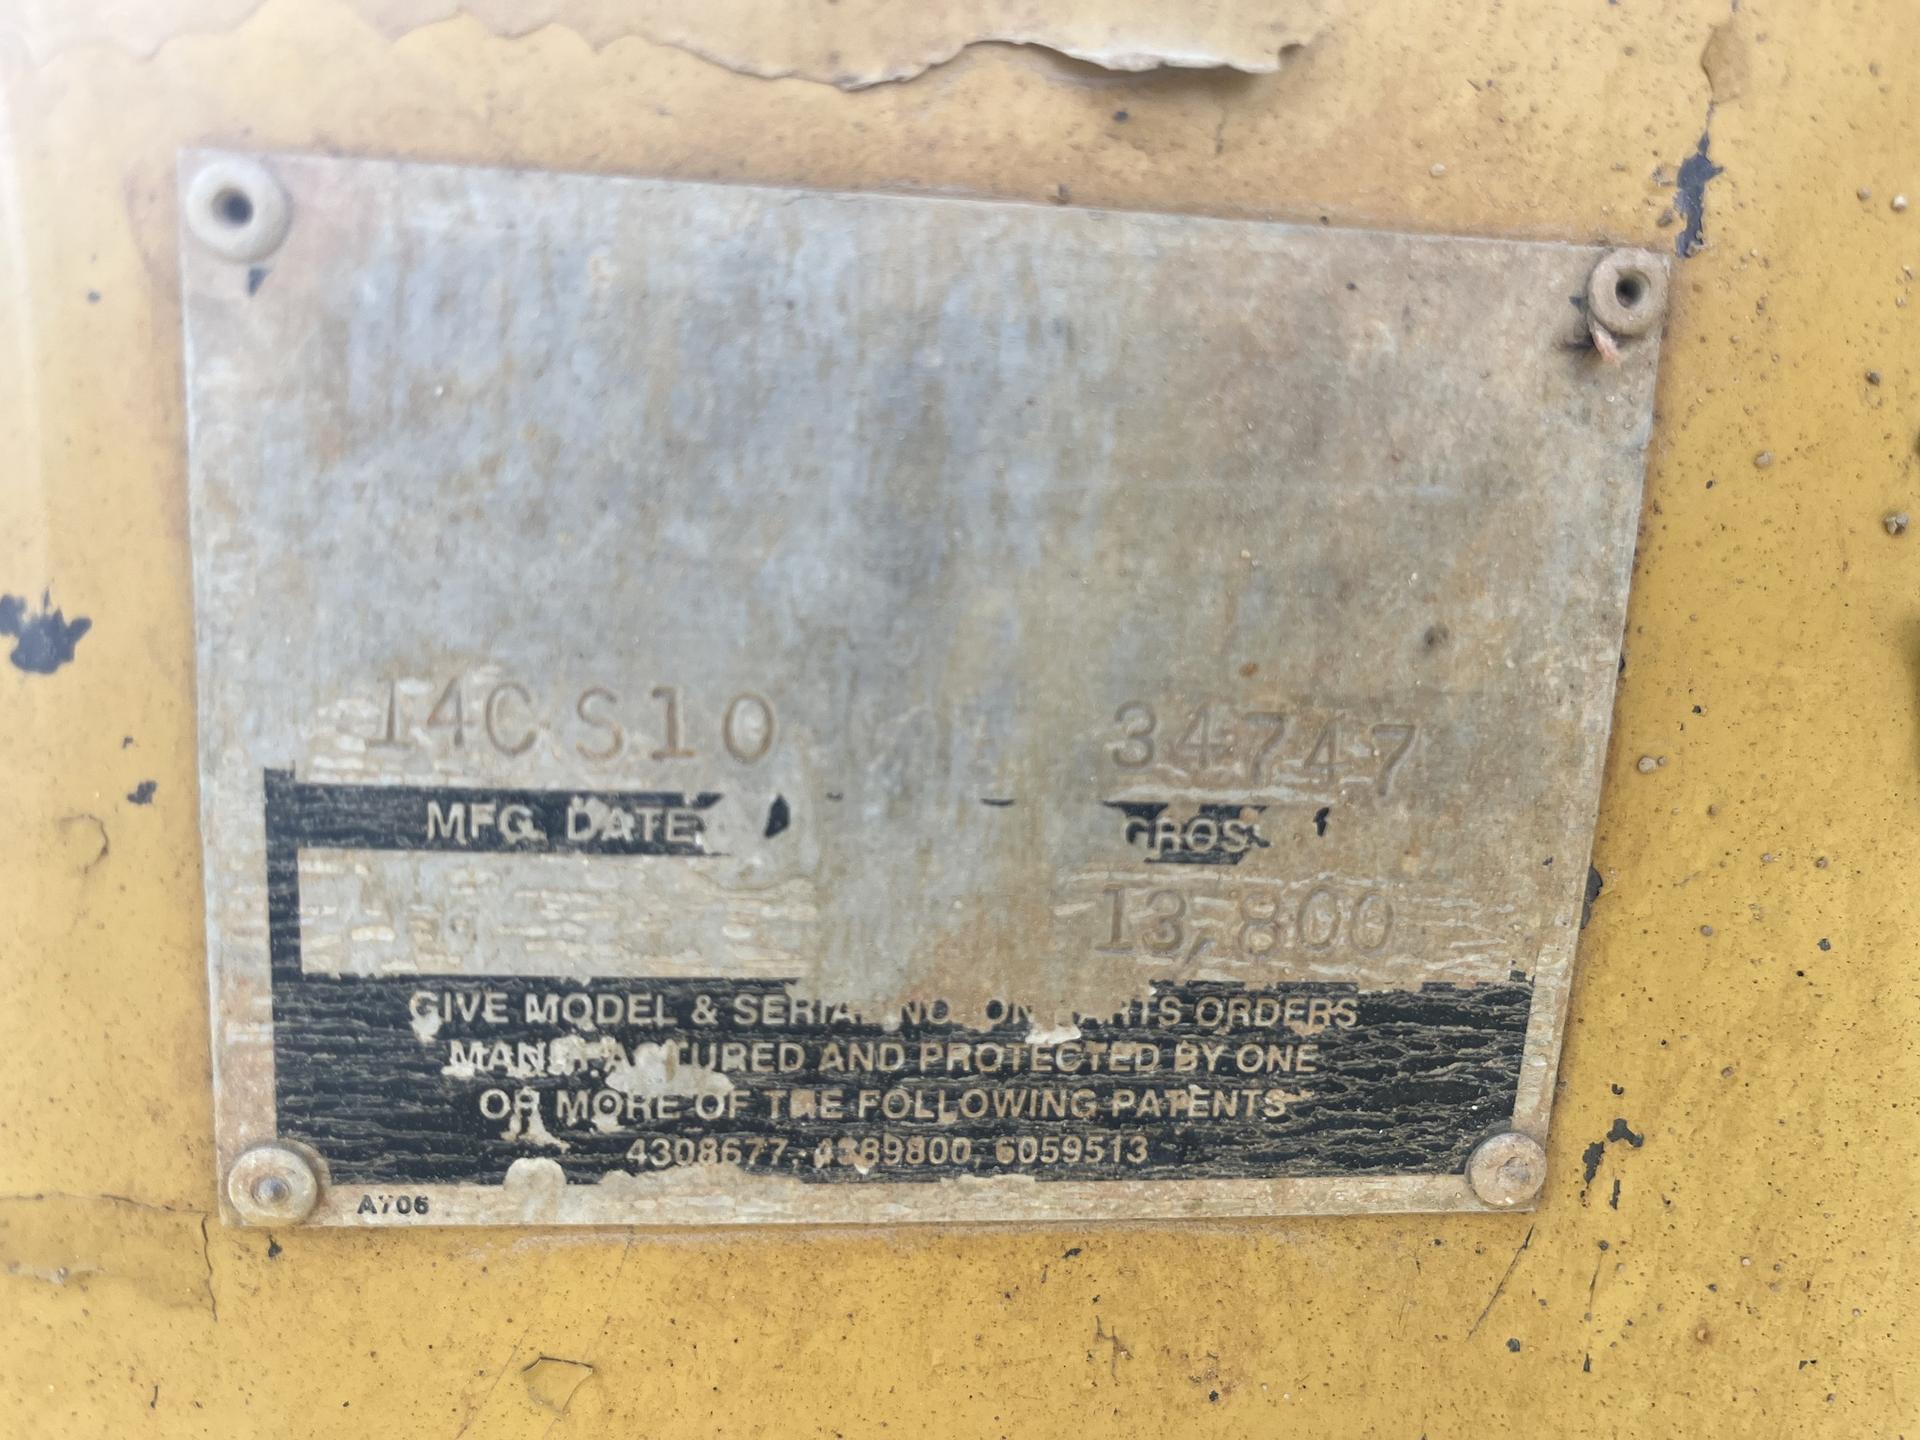 14CS10 34747
MFG. DATE GROSS
13,800
GIVE MODEL & SERIAL NO. ON PARTS ORDERS
MANUFACTURED AND PROTECTED BY ONE
OR MORE OF THE FOLLOWING PATENTS
4308677, 4389800, 6059513
A706